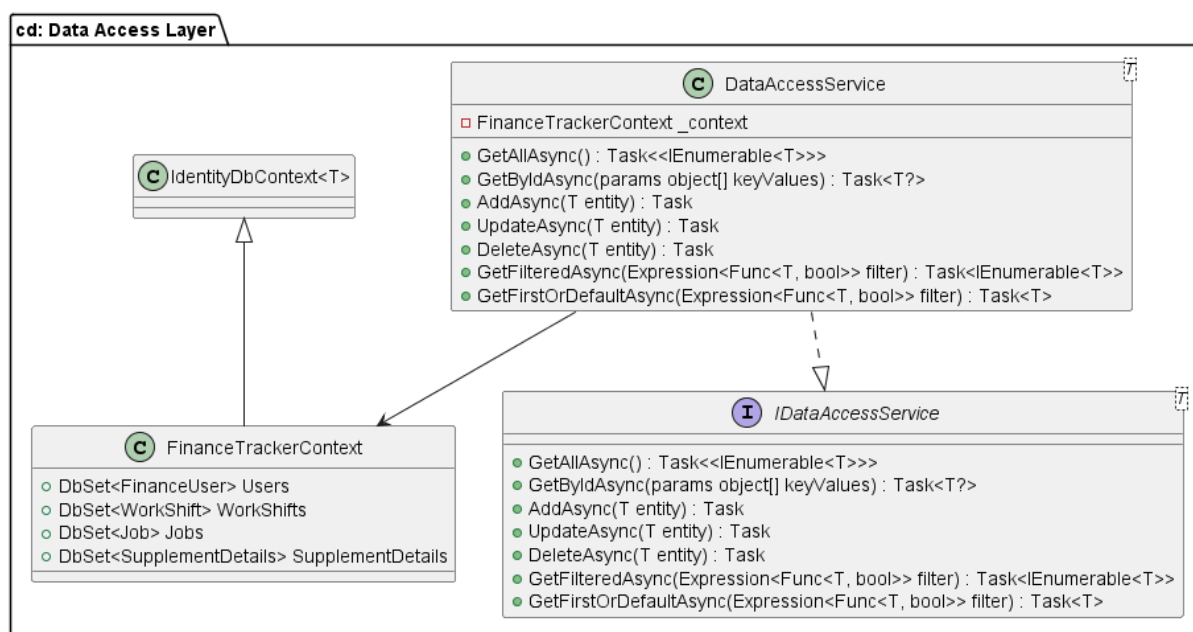 cd: Data Access Layer
T
C DataAccessService
FinanceTrackerContext _context
GetAllAsync() : Task<<IEnumerable<T>>>
GetByIdAsync(params object[] keyValues) : Task<T?>
AddAsync(T entity) : Task
UpdateAsync(T entity) : Task
DeleteAsync(T entity) : Task
GetFilteredAsync(Expression<Func<T, bool>> filter) : Task<IEnumerable<T>>
GetFirstOrDefaultAsync(Expression<Func<T, bool>> filter) : Task<T>
C IdentityDbContext<T>
C FinanceTrackerContext
DbSet<FinanceUser> Users
DbSet<WorkShift> WorkShifts
DbSet<Job> Jobs
DbSet<SupplementDetails> SupplementDetails
T
I IDataAccessService
GetAllAsync() : Task<<IEnumerable<T>>>
GetByIdAsync(params object[] keyValues) : Task<T?>
AddAsync(T entity) : Task
UpdateAsync(T entity) : Task
DeleteAsync(T entity) : Task
GetFilteredAsync(Expression<Func<T, bool>> filter) : Task<IEnumerable<T>>
GetFirstOrDefaultAsync(Expression<Func<T, bool>> filter) : Task<T>